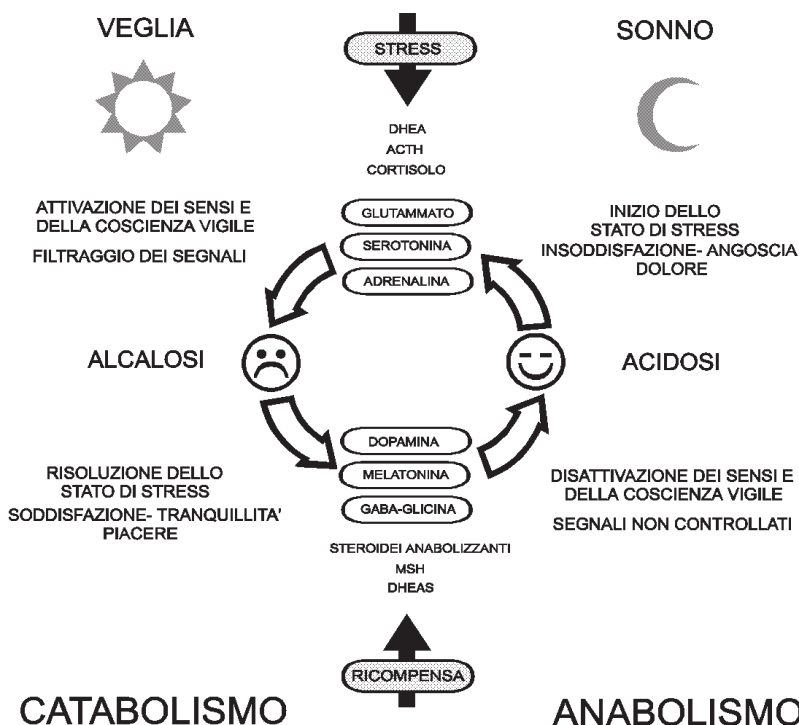 VEGLIA
STRESS
SONNO
DHEA
ACTH
CORTISOLO
ATTIVAZIONE DEI SENSI E
DELLA COSCIENZA VIGILE
FILTRAGGIO DEI SEGNALI
GLUTAMMATO
SEROTONINA
ADRENALINA
INIZIO DELLO
STATO DI STRESS
INSODDISFAZIONE- ANGOSCIA
DOLORE
ALCALOSI
ACIDOSI
DOPAMINA
MELATONINA
GABA-GLICINA
RISOLUZIONE DELLO
STATO DI STRESS
SODDISFAZIONE- TRANQUILLITA'
PIACERE
DISATTIVAZIONE DEI SENSI E
DELLA COSCIENZA VIGILE
SEGNALI NON CONTROLLATI
STEROIDEI ANABOLIZZANTI
MSH
DHEAS
RICOMPENSA
CATABOLISMO
ANABOLISMO